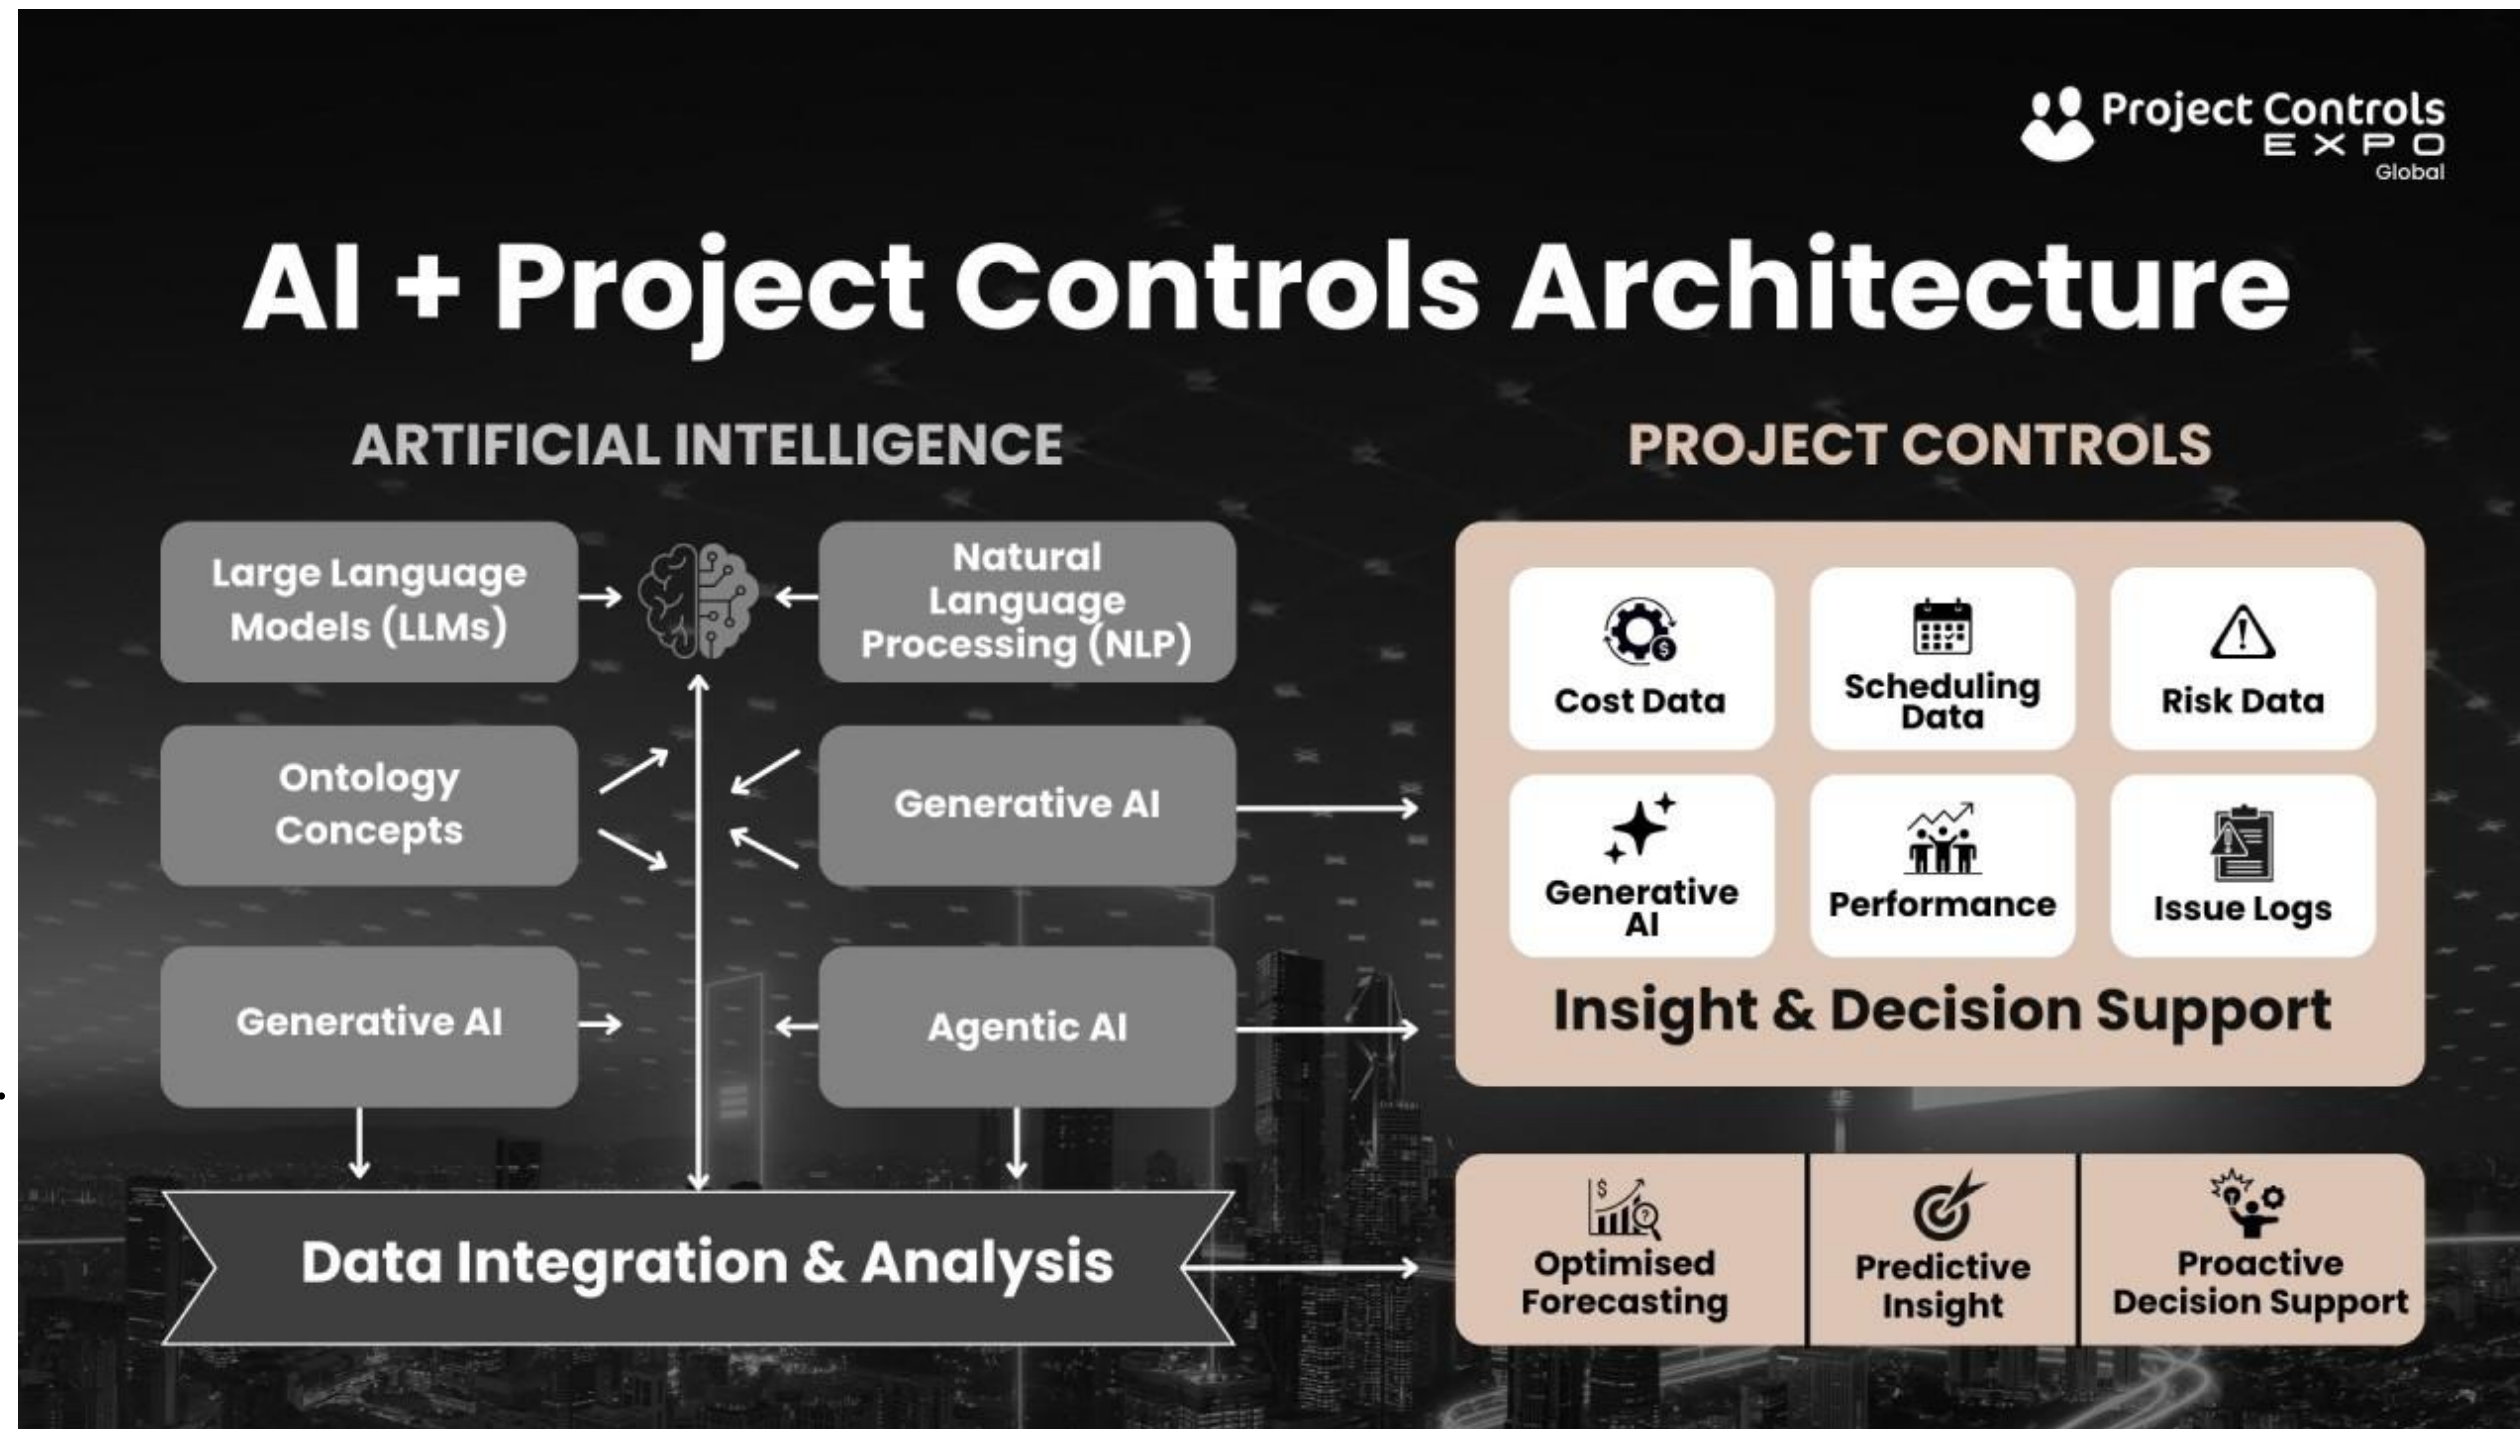 Project Controls
EXPO
Global
AI + Project Controls Architecture
ARTIFICIAL INTELLIGENCE
Large Language
Models (LLMs)
Natural
Language
Processing (NLP)
Ontology
Concepts
Generative AI
Generative AI
Agentic AI
Data Integration & Analysis
PROJECT CONTROLS
Cost Data
Scheduling
Data
Risk Data
Generative
AI
Performance
Issue Logs
Insight & Decision Support
Optimised
Forecasting
Predictive
Insight
Proactive
Decision Support